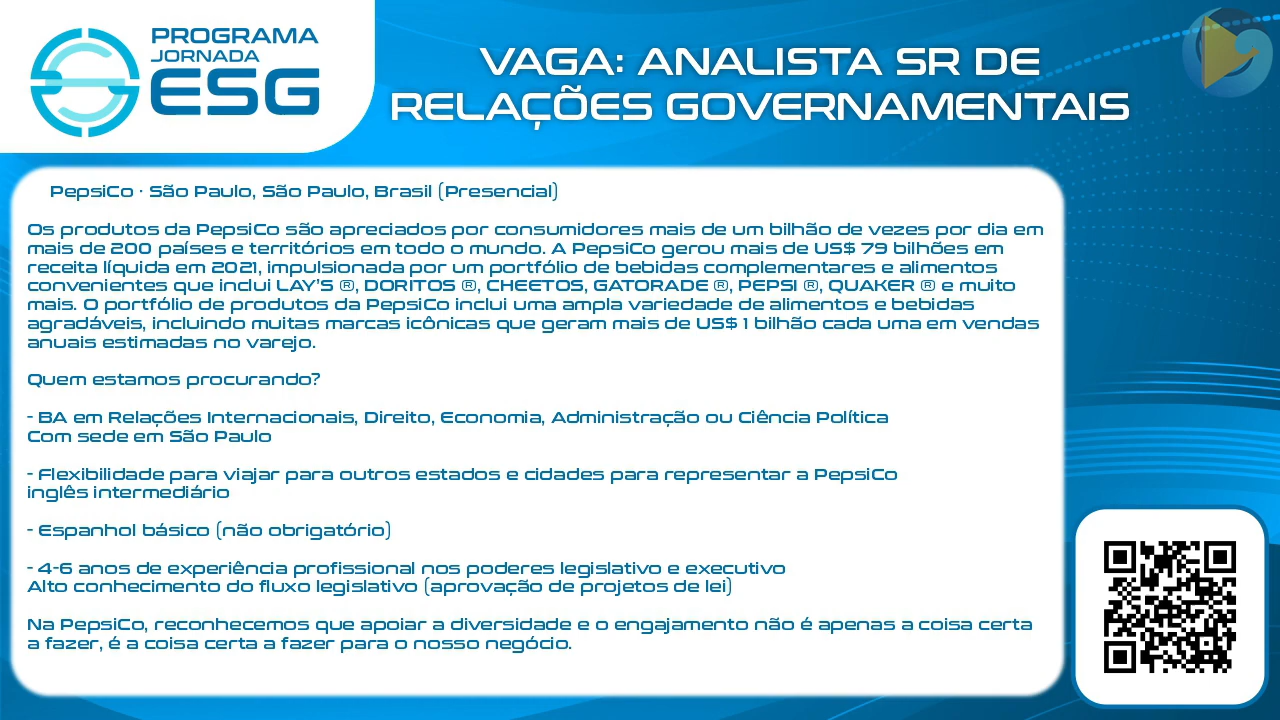 PROGRAMA
JORNADA
ESG
VAGA: ANALISTA SR DE
RELAÇÕES GOVERNAMENTAIS
PepsiCo · São Paulo, São Paulo, Brasil (Presencial)
Os produtos da PepsiCo são apreciados por consumidores mais de um bilhão de vezes por dia em
mais de 200 países e territórios em todo o mundo. A PepsiCo gerou mais de US$ 79 bilhões em
receita líquida em 2021, impulsionada por um portfólio de bebidas complementares e alimentos
convenientes que inclui LAY'S ®, DORITOS ®, CHEETOS, GATORADE ®, PEPSI ®, QUAKER ® e muito
mais. O portfólio de produtos da PepsiCo inclui uma ampla variedade de alimentos e bebidas
agradáveis, incluindo muitas marcas icônicas que geram mais de US$ 1 bilhão cada uma em vendas
anuais estimadas no varejo.
Quem estamos procurando?
- BA em Relações Internacionais, Direito, Economia, Administração ou Ciência Política
Com sede em São Paulo
- Flexibilidade para viajar para outros estados e cidades para representar a PepsiCo
inglês intermediário
- Espanhol básico (não obrigatório)
- 4-6 anos de experiência profissional nos poderes legislativo e executivo
Alto conhecimento do fluxo legislativo (aprovação de projetos de lei)
Na PepsiCo, reconhecemos que apoiar a diversidade e o engajamento não é apenas a coisa certa
a fazer, é a coisa certa a fazer para o nosso negócio.